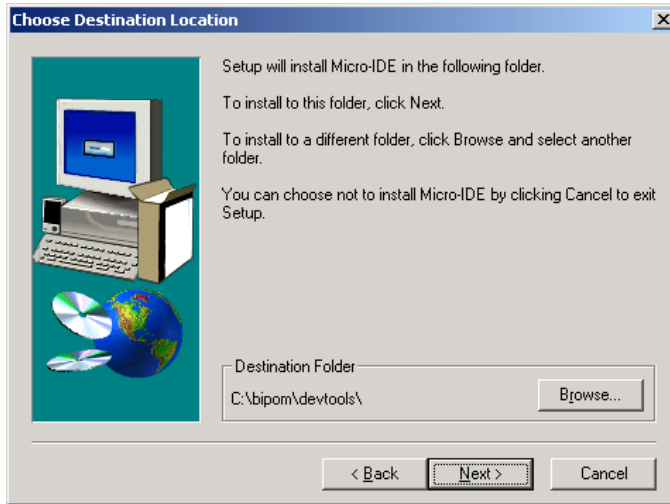 Choose Destination Location
Setup will install Micro-IDE in the following folder.
To install to this folder, click Next.
To install to a different folder, click Browse and select another
folder.
You can choose not to install Micro-IDE by clicking Cancel to exit
Setup.
Destination Folder
C:\bipom\devtools\
Browse...
< Back
Next >
Cancel